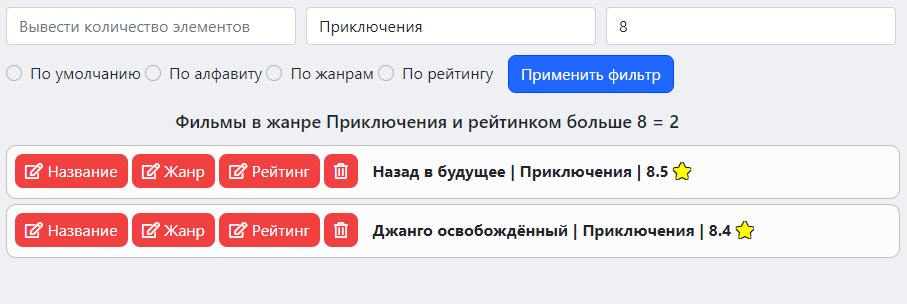 Вывести количество элементов Приключения 8
По умолчанию По алфавиту По жанрам По рейтингу Применить фильтр
Фильмы в жанре Приключения и рейтинком больше 8 = 2
Название Жанр Рейтинг Назад в будущее | Приключения | 8.5
Название Жанр Рейтинг Джанго освобождённый | Приключения | 8.4